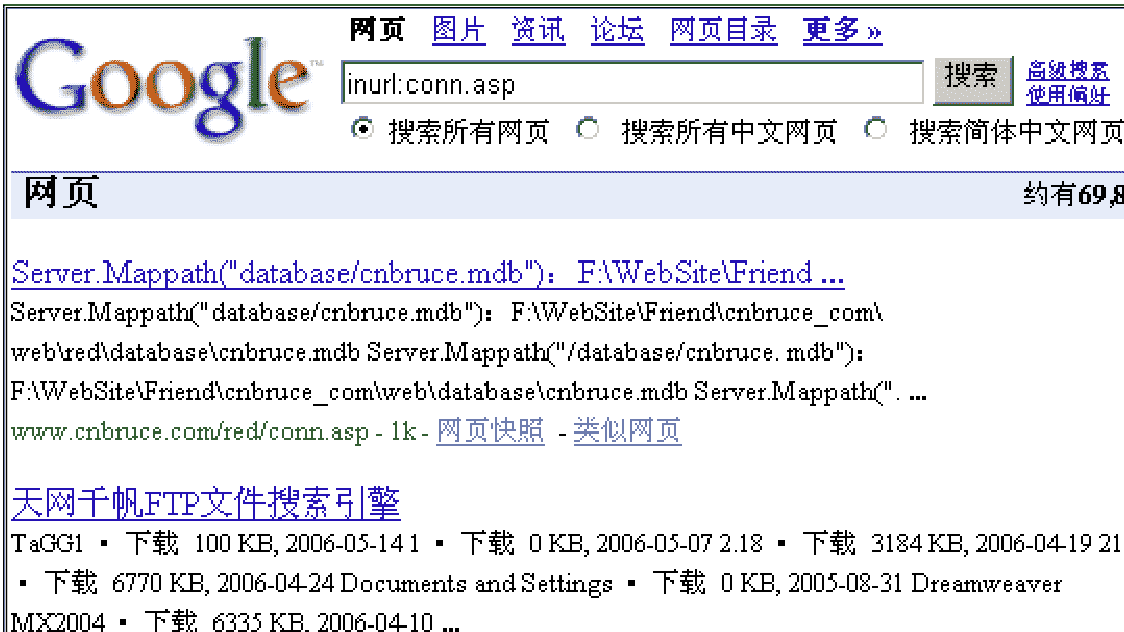 Google™
网页 图片 资讯 论坛 网页目录 更多 »
inurl:conn.asp 搜索 高级搜索
使用偏好
搜索所有网页 搜索所有中文网页 搜索简体中文网页
网页 约有69,8
Server.Mappath("database/cnbruce.mdb"): F:\WebSite\Friend ...
Server.Mappath("database/cnbruce.mdb"): F:\WebSite\Friend\cnbruce_com\
web\red\database\cnbruce.mdb Server.Mappath("/database/cnbruce. mdb"):
F:\WebSite\Friend\cnbruce_com\web\database\cnbruce.mdb Server.Mappath(". ...
www.cnbruce.com/red/conn.asp - 1k - 网页快照 - 类似网页
天网千帆FTP文件搜索引擎
TaGG1 ▪ 下载 100 KB, 2006-05-14 1 ▪ 下载 0 KB, 2006-05-07 2.18 ▪ 下载 3184 KB, 2006-04-19 21
▪ 下载 6770 KB, 2006-04-24 Documents and Settings ▪ 下载 0 KB, 2005-08-31 Dreamweaver
MX2004 ▪ 下载 6335 KB, 2006-04-10 ...